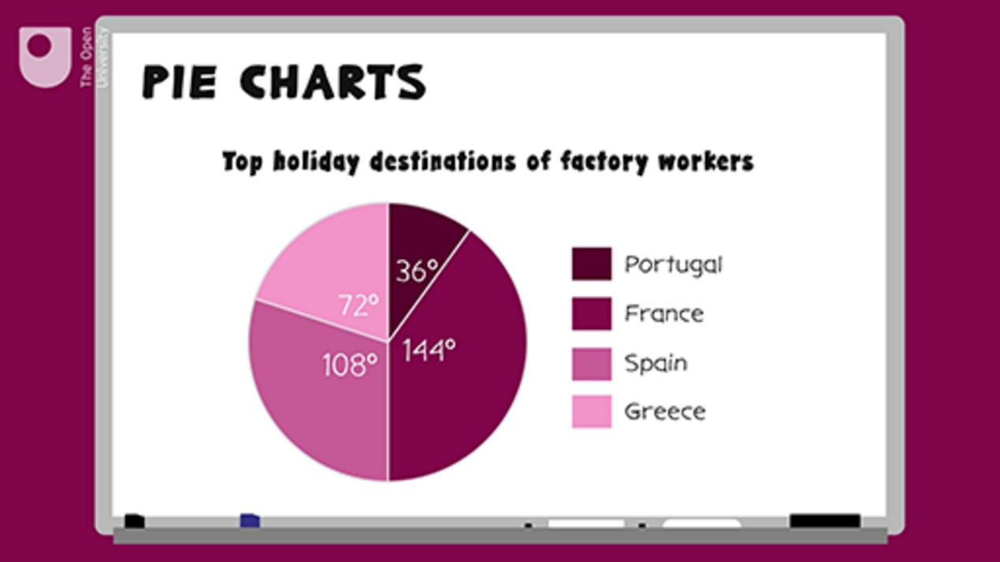 The Open
University
PIE CHARTS
Top holiday destinations of factory workers
36°
72°
144°
108°
Portugal
France
Spain
Greece